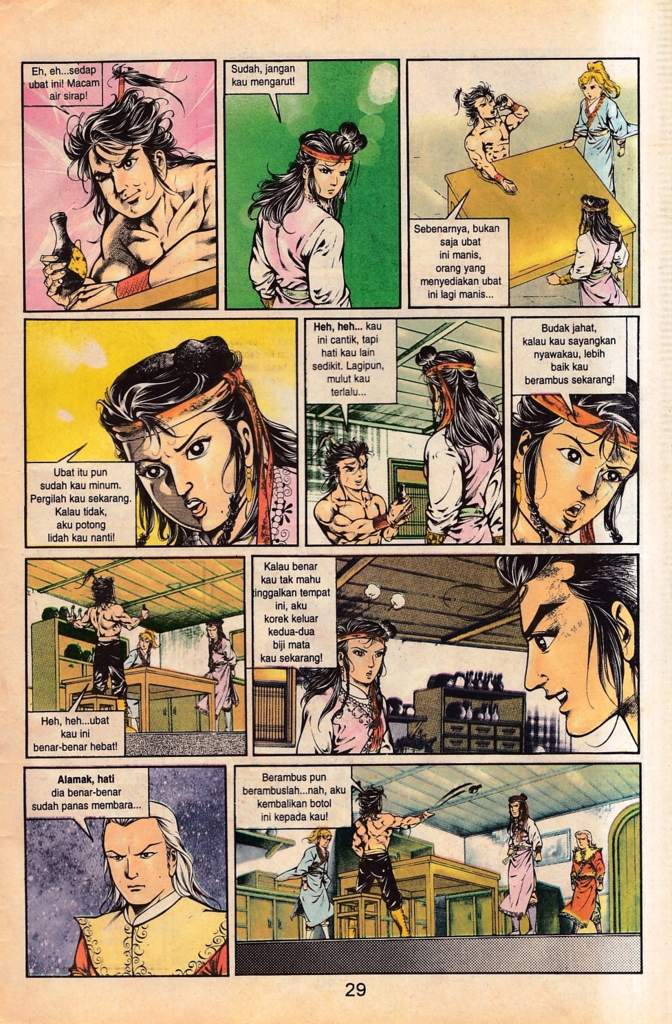 Eh, eh...sedap
ubat ini! Macam
air sirap!
Sudah, jangan
kau mengarut!
Sebenarnya, bukan
saja ubat
ini manis,
orang yang
menyediakan ubat
ini lagi manis...
Ubat itu pun
sudah kau minum.
Pergilah kau sekarang.
Kalau tidak,
aku potong
lidah kau nanti!
Heh, heh... kau
ini cantik, tapi
hati kau lain
sedikit. Lagipun,
mulut kau
terlalu...
Budak jahat,
kalau kau sayangkan
nyawakau, lebih
baik kau
berambus sekarang!
Heh, heh...ubat
kau ini
benar-benar hebat!
Kalau benar
kau tak mahu
tinggalkan tempat
ini, aku
korek keluar
kedua-dua
biji mata
kau sekarang!
Alamak, hati
dia benar-benar
sudah panas membara...
Berambus pun
berambuslah...nah, aku
kembalikan botol
ini kepada kau!
29